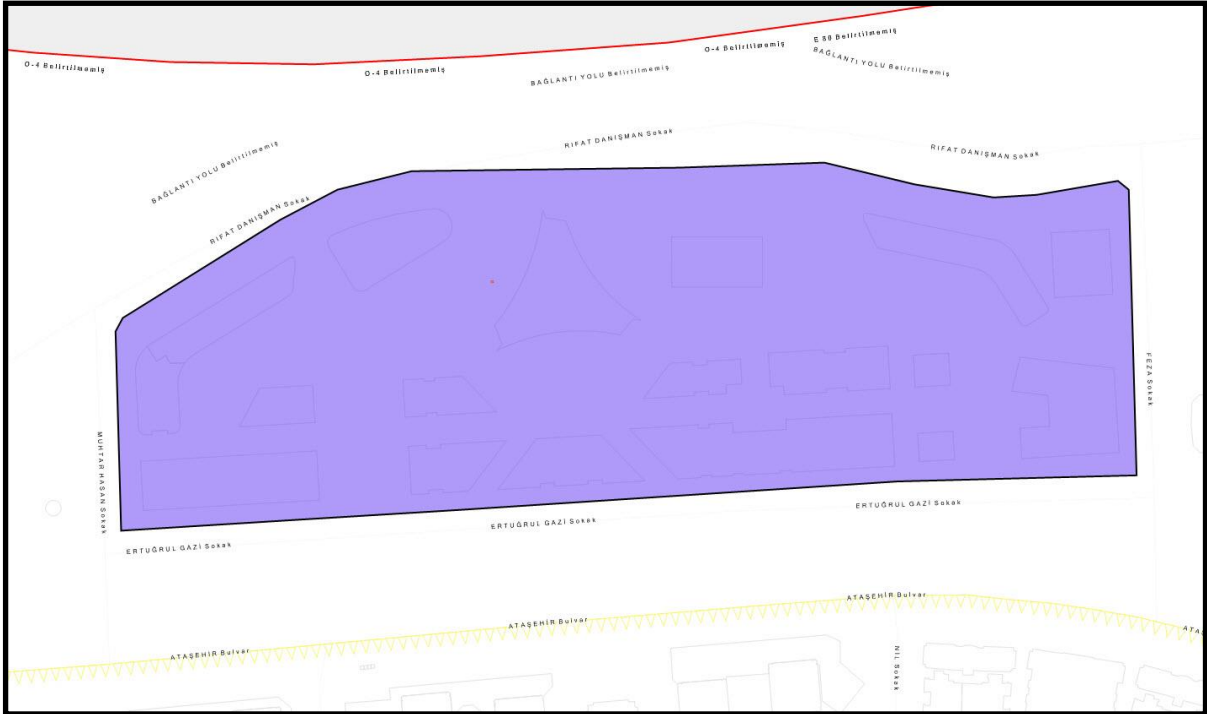 E 80 Belirtilmemiş
O-4 Belirtilmemiş
O-4 Belirtilmemiş
O-4 Belirtilmemiş
BAĞLANTI YOLU Belirtilmemiş
BAĞLANTI YOLU Belirtilmemiş
BAĞLANTI YOLU Belirtilmemiş
RIFAT DANIŞMAN Sokak
RIFAT DANIŞMAN Sokak
RIFAT DANIŞMAN Sokak
FEZA Sokak
MUHTAR HASAN Sokak
ERTUĞRUL GAZİ Sokak
ERTUĞRUL GAZİ Sokak
ERTUĞRUL GAZİ Sokak
ATAŞEHİR Bulvar
ATAŞEHİR Bulvar
ATAŞEHİR Bulvar
ATAŞ
NIL Sokak